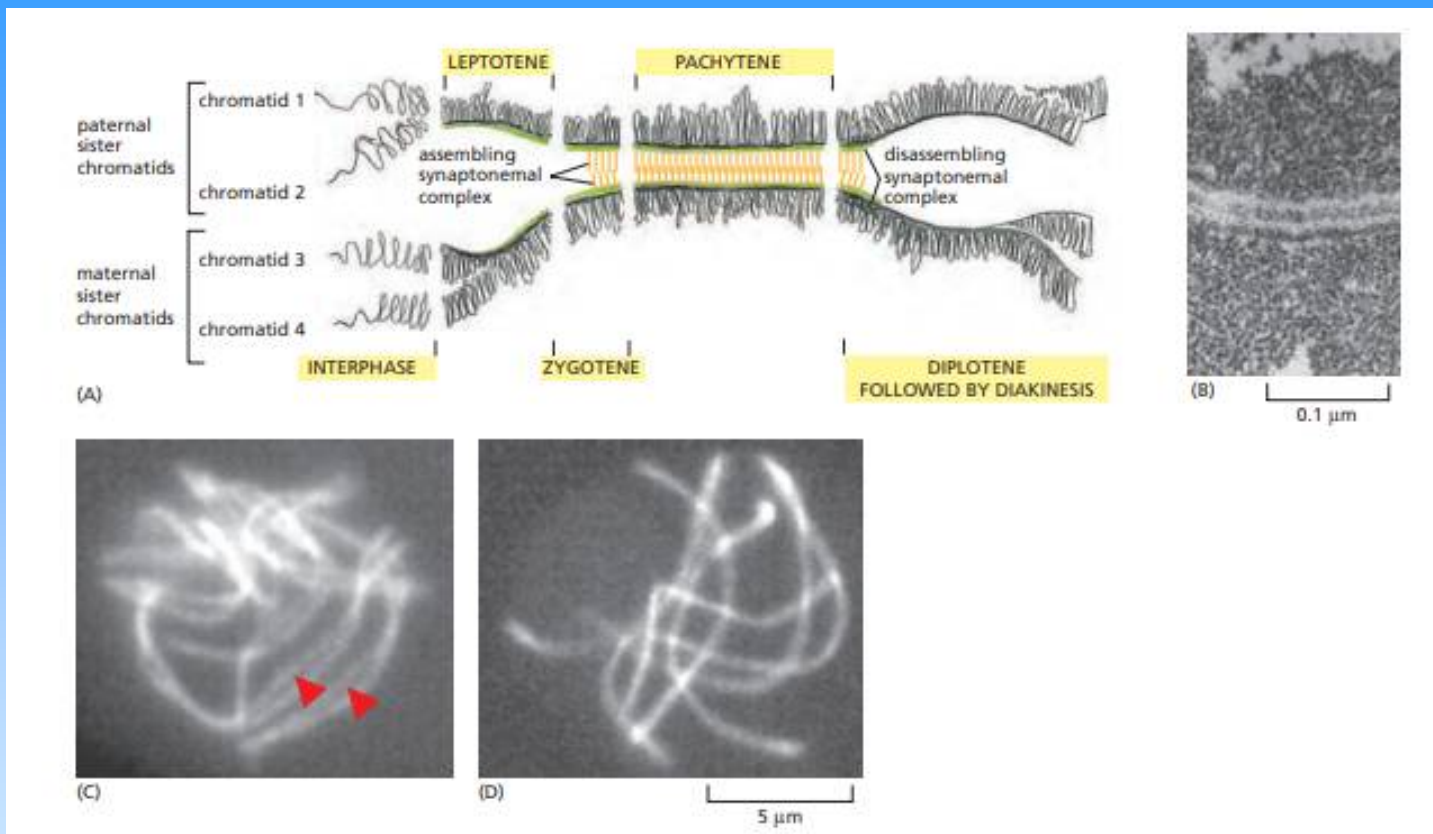 LEPTOTENE
PACHYTENE
chromatid 1
paternal
sister
chromatids
chromatid 2
assembling
synaptonemal
complex
disassembling
synaptonemal
complex
chromatid 3
maternal
sister
chromatids
chromatid 4
INTERPHASE
ZYGOTENE
DIPLOTENE
FOLLOWED BY DIAKINESIS
(A)
(B)
0.1 μm
(C)
(D)
5 μm